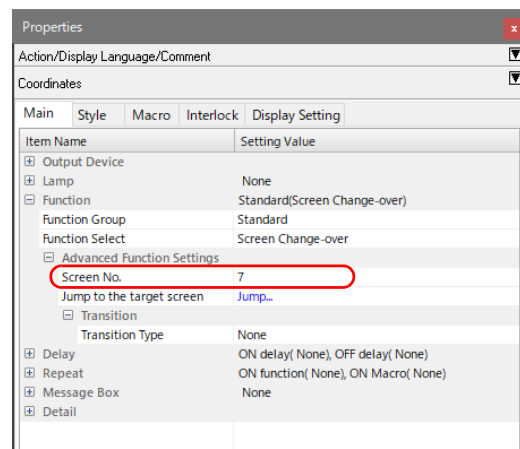 Properties
x
Action/Display Language/Comment
Coordinates
Main Style Macro Interlock Display Setting
Item Name Setting Value
Output Device
Lamp None
Function Standard(Screen Change-over)
Function Group Standard
Function Select Screen Change-over
Advanced Function Settings
Screen No. 7
Jump to the target screen Jump...
Transition
Transition Type None
Delay ON delay( None), OFF delay( None)
Repeat ON function( None), ON Macro( None)
Message Box None
Detail